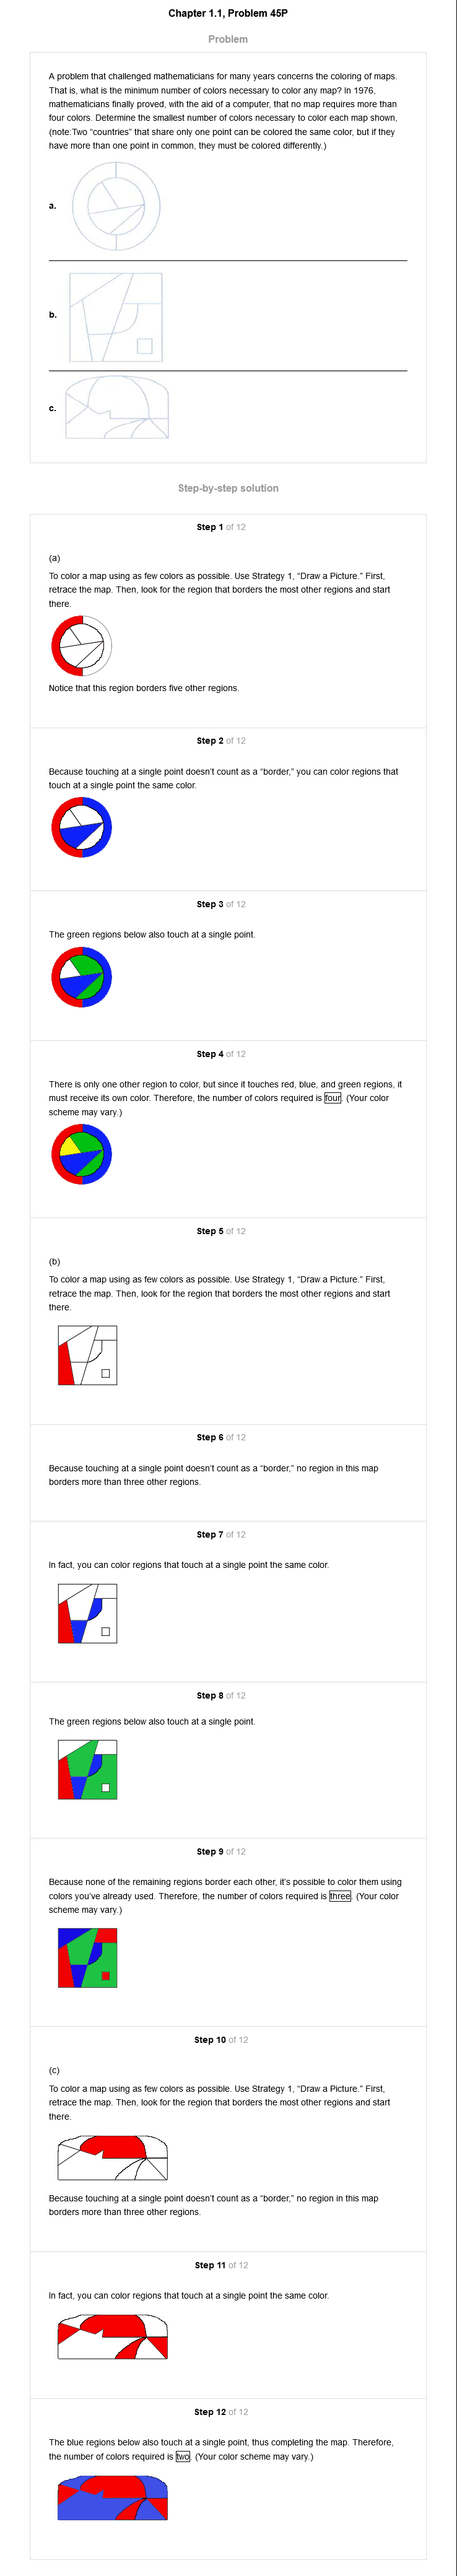 Chapter 1.1, Problem 45P
Problem
A problem that challenged mathematicians for many years concerns the coloring of maps.
That is, what is the minimum number of colors necessary to color any map? In 1976,
mathematicians finally proved, with the aid of a computer, that no map requires more than
four colors. Determine the smallest number of colors necessary to color each map shown,
(note:Two “countries” that share only one point can be colored the same color, but if they
have more than one point in common, they must be colored differently.)
a.
b.
c.
Step-by-step solution
Step 1 of 12
(a)
To color a map using as few colors as possible. Use Strategy 1, “Draw a Picture.” First,
retrace the map. Then, look for the region that borders the most other regions and start
there.
Notice that this region borders five other regions.
Step 2 of 12
Because touching at a single point doesn’t count as a “border,” you can color regions that
touch at a single point the same color.
Step 3 of 12
The green regions below also touch at a single point.
Step 4 of 12
There is only one other region to color, but since it touches red, blue, and green regions, it
must receive its own color. Therefore, the number of colors required is four. (Your color
scheme may vary.)
Step 5 of 12
(b)
To color a map using as few colors as possible. Use Strategy 1, “Draw a Picture.” First,
retrace the map. Then, look for the region that borders the most other regions and start
there.
Step 6 of 12
Because touching at a single point doesn’t count as a “border,” no region in this map
borders more than three other regions.
Step 7 of 12
In fact, you can color regions that touch at a single point the same color.
Step 8 of 12
The green regions below also touch at a single point.
Step 9 of 12
Because none of the remaining regions border each other, it’s possible to color them using
colors you’ve already used. Therefore, the number of colors required is three. (Your color
scheme may vary.)
Step 10 of 12
(c)
To color a map using as few colors as possible. Use Strategy 1, “Draw a Picture.” First,
retrace the map. Then, look for the region that borders the most other regions and start
there.
Because touching at a single point doesn’t count as a “border,” no region in this map
borders more than three other regions.
Step 11 of 12
In fact, you can color regions that touch at a single point the same color.
Step 12 of 12
The blue regions below also touch at a single point, thus completing the map. Therefore,
the number of colors required is two. (Your color scheme may vary.)